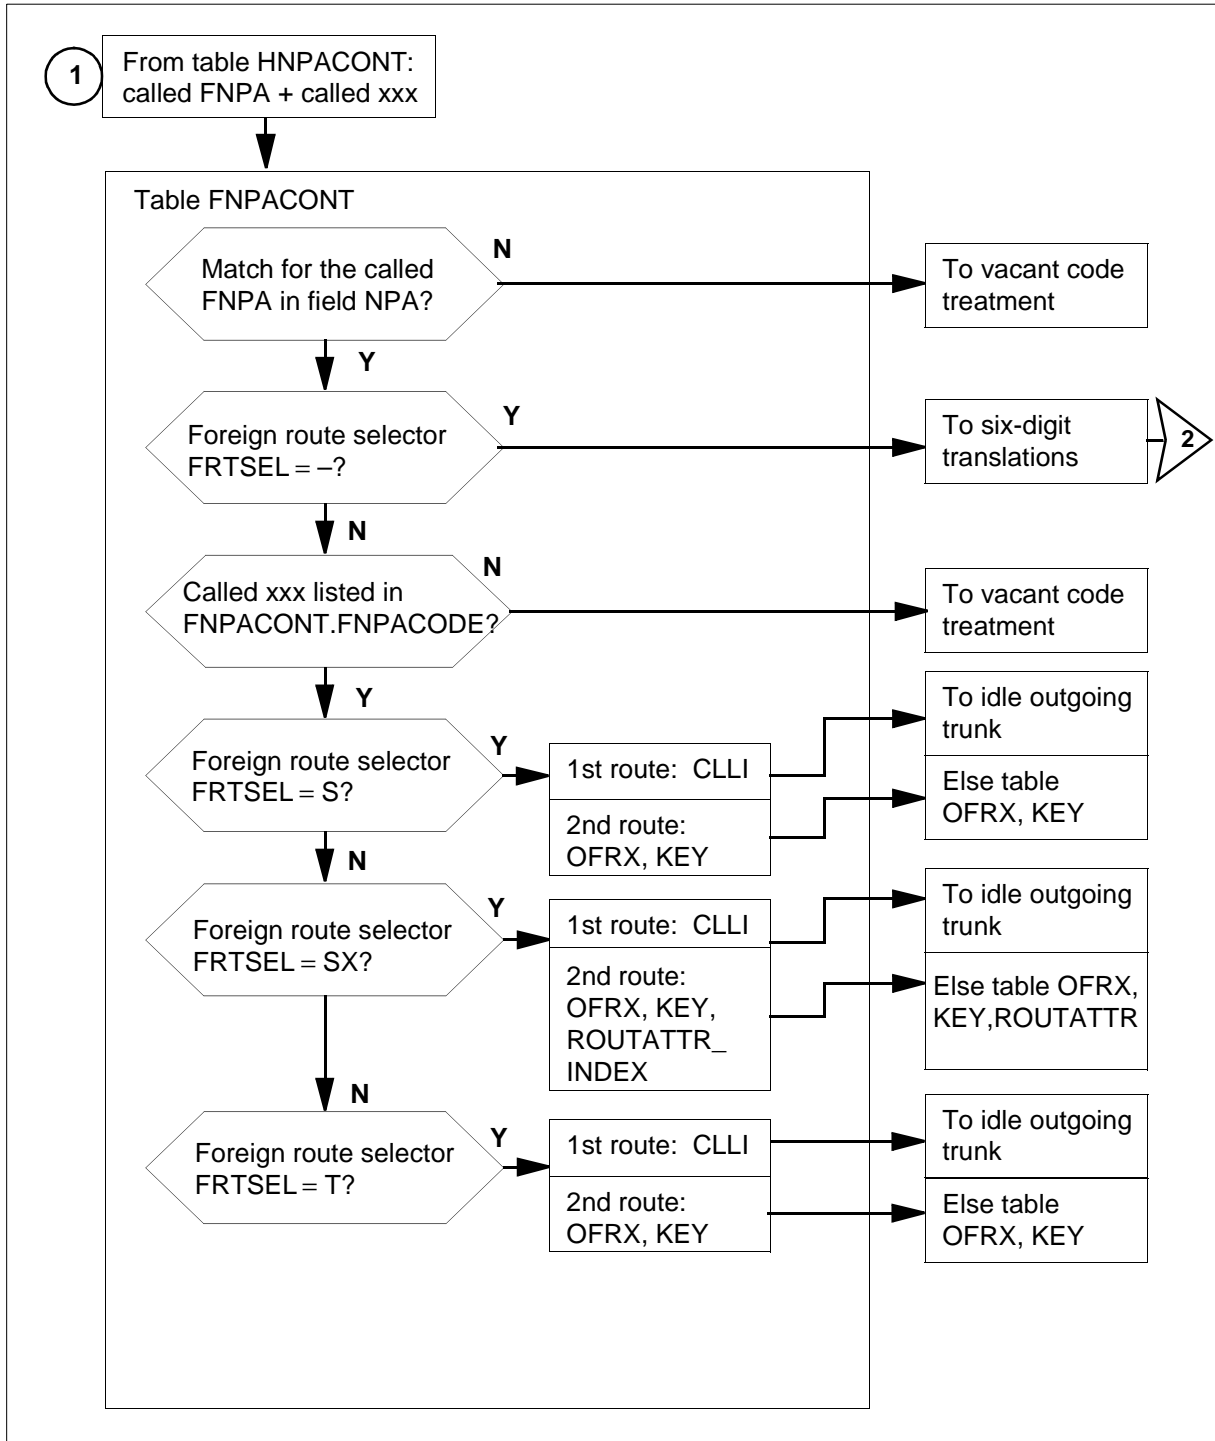 1
From table HNPACONT:
called FNPA + called xxx
Table FNPACONT
Match for the called
FNPA in field NPA?
N
To vacant code
treatment
Y
Foreign route selector
FRTSEL = –?
Y
To six-digit
translations
2
N
Called xxx listed in
FNPACONT.FNPACODE?
N
To vacant code
treatment
Y
Foreign route selector
FRTSEL = S?
Y
1st route: CLLI
2nd route:
OFRX, KEY
To idle outgoing
trunk
Else table
OFRX, KEY
N
Foreign route selector
FRTSEL = SX?
Y
1st route: CLLI
2nd route:
OFRX, KEY,
ROUTATTR_
INDEX
To idle outgoing
trunk
Else table OFRX,
KEY,ROUTATTR
N
Foreign route selector
FRTSEL = T?
Y
1st route: CLLI
2nd route:
OFRX, KEY
To idle outgoing
trunk
Else table
OFRX, KEY